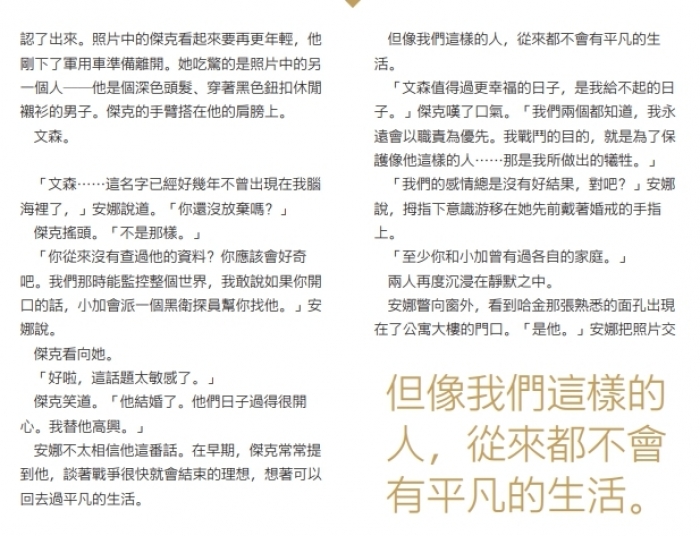 認了出來。照片中的傑克看起來要再更年輕，他
剛下了軍用車準備離開。她吃驚的是照片中的另
一個人——他是個深色頭髮、穿著黑色鈕扣休閒
襯衫的男子。傑克的手臂搭在他的肩膀上。
文森。
「文森……這名字已經好幾年不曾出現在我腦
海裡了，」安娜說道。「你還沒放棄嗎？」
傑克搖頭。「不是那樣。」
「你從來沒有查過他的資料？你應該會好奇
吧。我們那時能監控整個世界，我敢說如果你開
口的話，小加會派一個黑衛探員幫你找他。」安
娜說。
傑克看向她。
「好啦，這話題太敏感了。」
傑克笑道。「他結婚了。他們日子過得很開
心。我替他高興。」
安娜不太相信他這番話。在早期，傑克常常提
到他，談著戰爭很快就會結束的理想，想著可以
回去過平凡的生活。
但像我們這樣的人，從來都不會有平凡的生
活。
「文森值得過更幸福的日子，是我給不起的日
子。」傑克嘆了口氣。「我們兩個都知道，我永
遠會以職責為優先。我戰鬥的目的，就是為了保
護像他這樣的人……那是我所做出的犧牲。」
「我們的感情總是沒有好結果，對吧？」安娜
說，拇指下意識游移在她先前戴著婚戒的手指
上。
「至少你和小加曾有過各自的家庭。」
兩人再度沉浸在靜默之中。
安娜瞥向窗外，看到哈金那張熟悉的面孔出現
在了公寓大樓的門口。「是他。」安娜把照片交
但像我們這樣的
人，從來都不會
有平凡的生活。